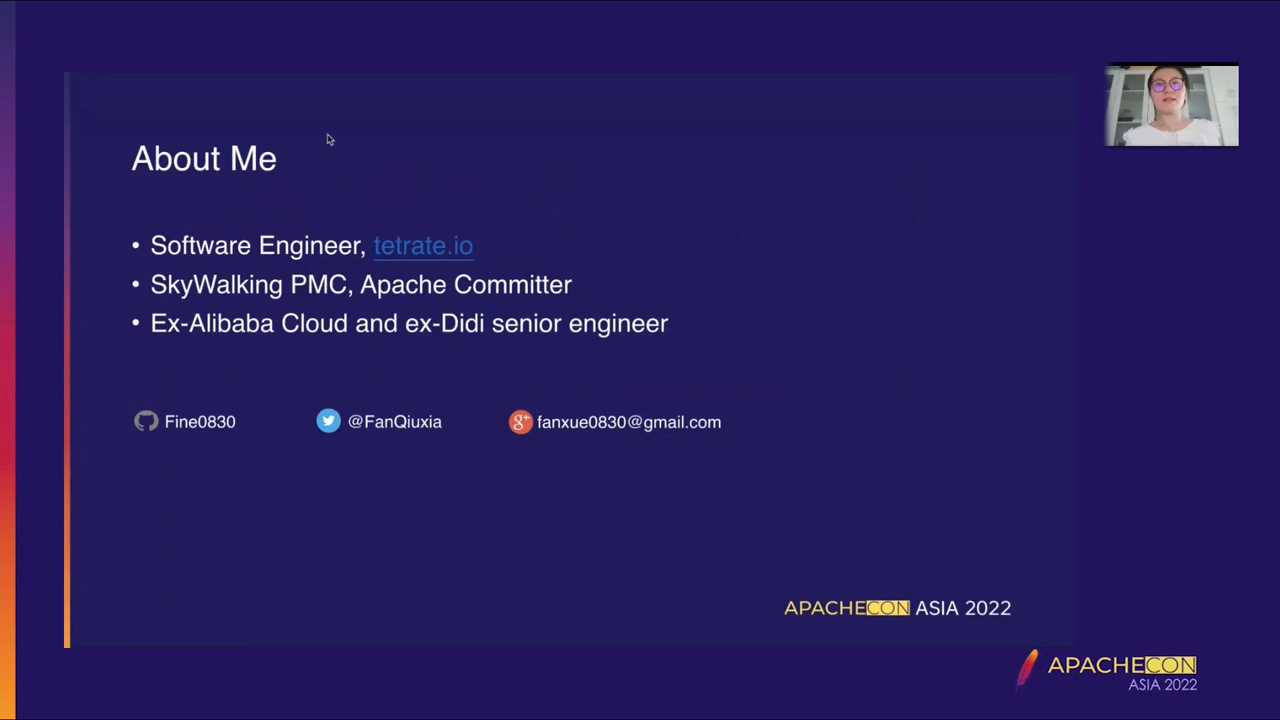 About Me
• Software Engineer, tetrate.io
• SkyWalking PMC, Apache Committer
• Ex-Alibaba Cloud and ex-Didi senior engineer
Fine0830
@FanQiuxia
g+ fanxue0830@gmail.com
APACHECON ASIA 2022
APACHECON
ASIA 2022